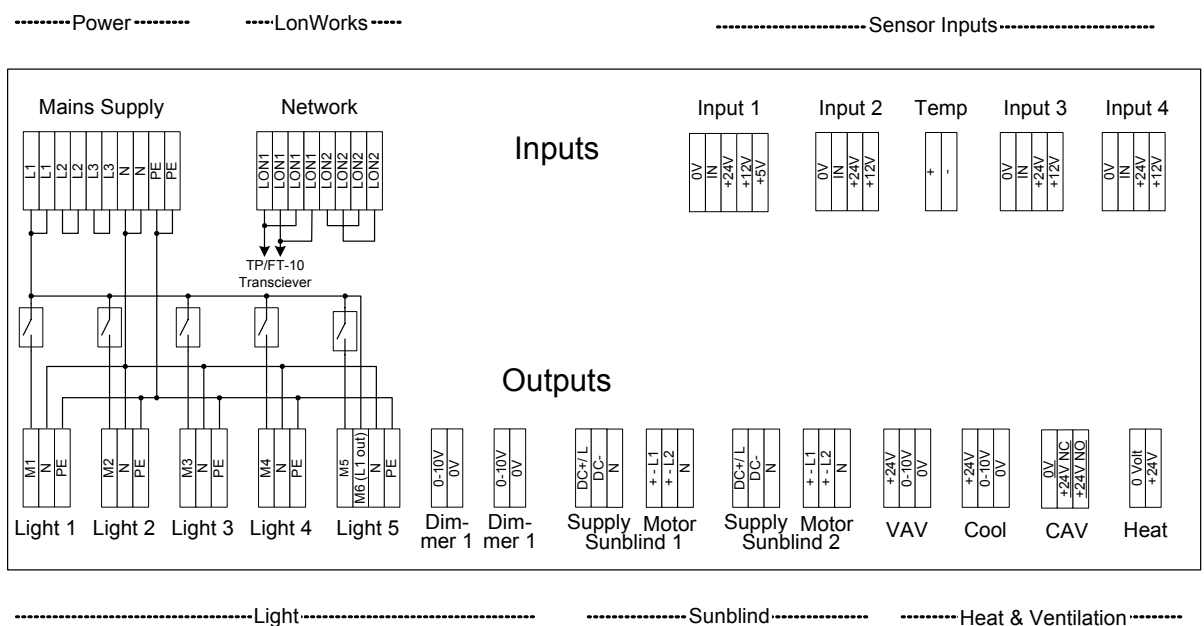 Power
LonWorks
Sensor Inputs
Mains Supply
Network
Inputs
Input 1
Input 2
Temp
Input 3
Input 4
L1
L1
L2
L2
L3
L3
N
N
PE
PE
LON1
LON1
LON1
LON1
LON2
LON2
LON2
LON2
0V
IN
+24V
+12V
+5V
0V
IN
+24V
+12V
+
-
0V
IN
+24V
+12V
0V
IN
+24V
+12V
TP/FT-10
Transciever
Outputs
M1
N
PE
M2
N
PE
M3
N
PE
M4
N
PE
M5
M6 (L1 out)
N
PE
0-10V
0V
0-10V
0V
DC+/ L
DC-
N
+ - L1
+ - L2
N
DC+/ L
DC-
N
+ - L1
+ - L2
N
+24V
0-10V
0V
+24V
0-10V
0V
0V
+24V NC
+24V NO
0 Volt
+24V
Light 1
Light 2
Light 3
Light 4
Light 5
Dim-
mer 1
Dim-
mer 1
Supply Motor
Sunblind 1
Supply Motor
Sunblind 2
VAV
Cool
CAV
Heat
Light
Sunblind
Heat & Ventilation